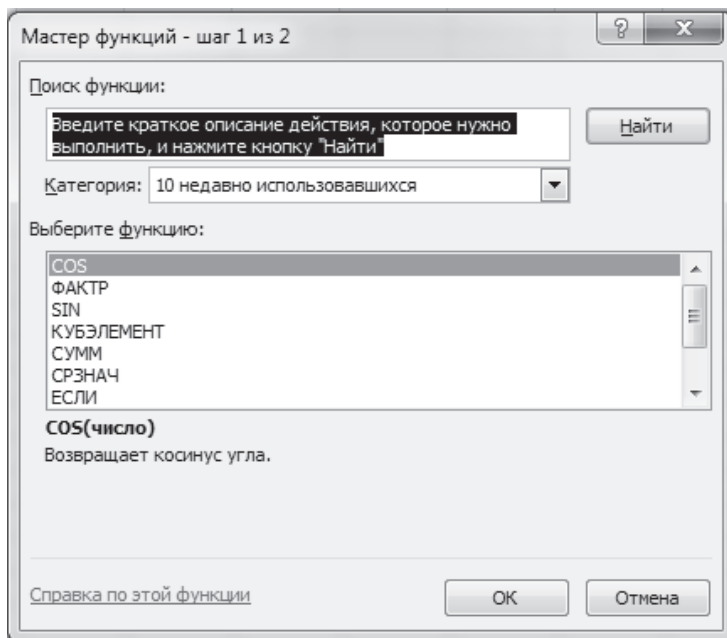 Мастер функций - шаг 1 из 2
Поиск функции:
Введите краткое описание действия, которое нужно
выполнить, и нажмите кнопку "Найти"
Найти
Категория: 10 недавно использовавшихся
Выберите функцию:
COS
ФАКТР
SIN
КУБЭЛЕМЕНТ
СУММ
СРЗНАЧ
ЕСЛИ
COS(число)
Возвращает косинус угла.
Справка по этой функции
ОК
Отмена